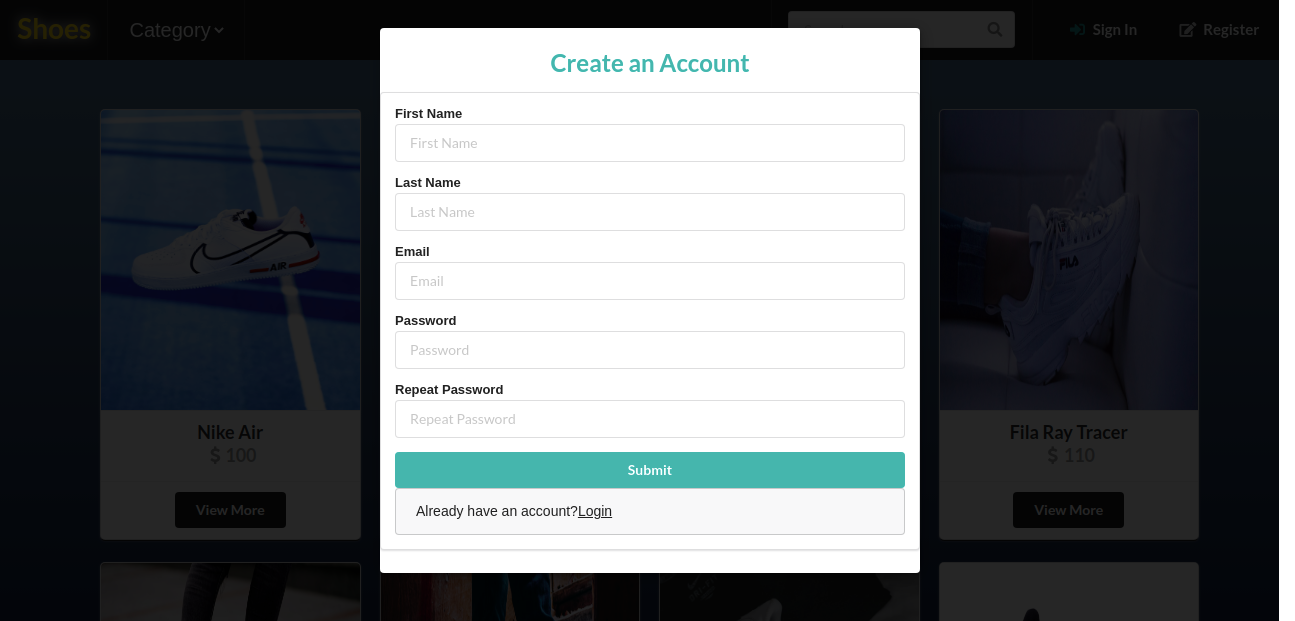 Shoes
Category
Sign In
Register
Create an Account
First Name
First Name
Last Name
Last Name
Email
Email
Password
Password
Repeat Password
Repeat Password
Submit
Already have an account?Login
AIR
FILA
Nike Air
$ 100
View More
Fila Ray Tracer
$ 110
View More